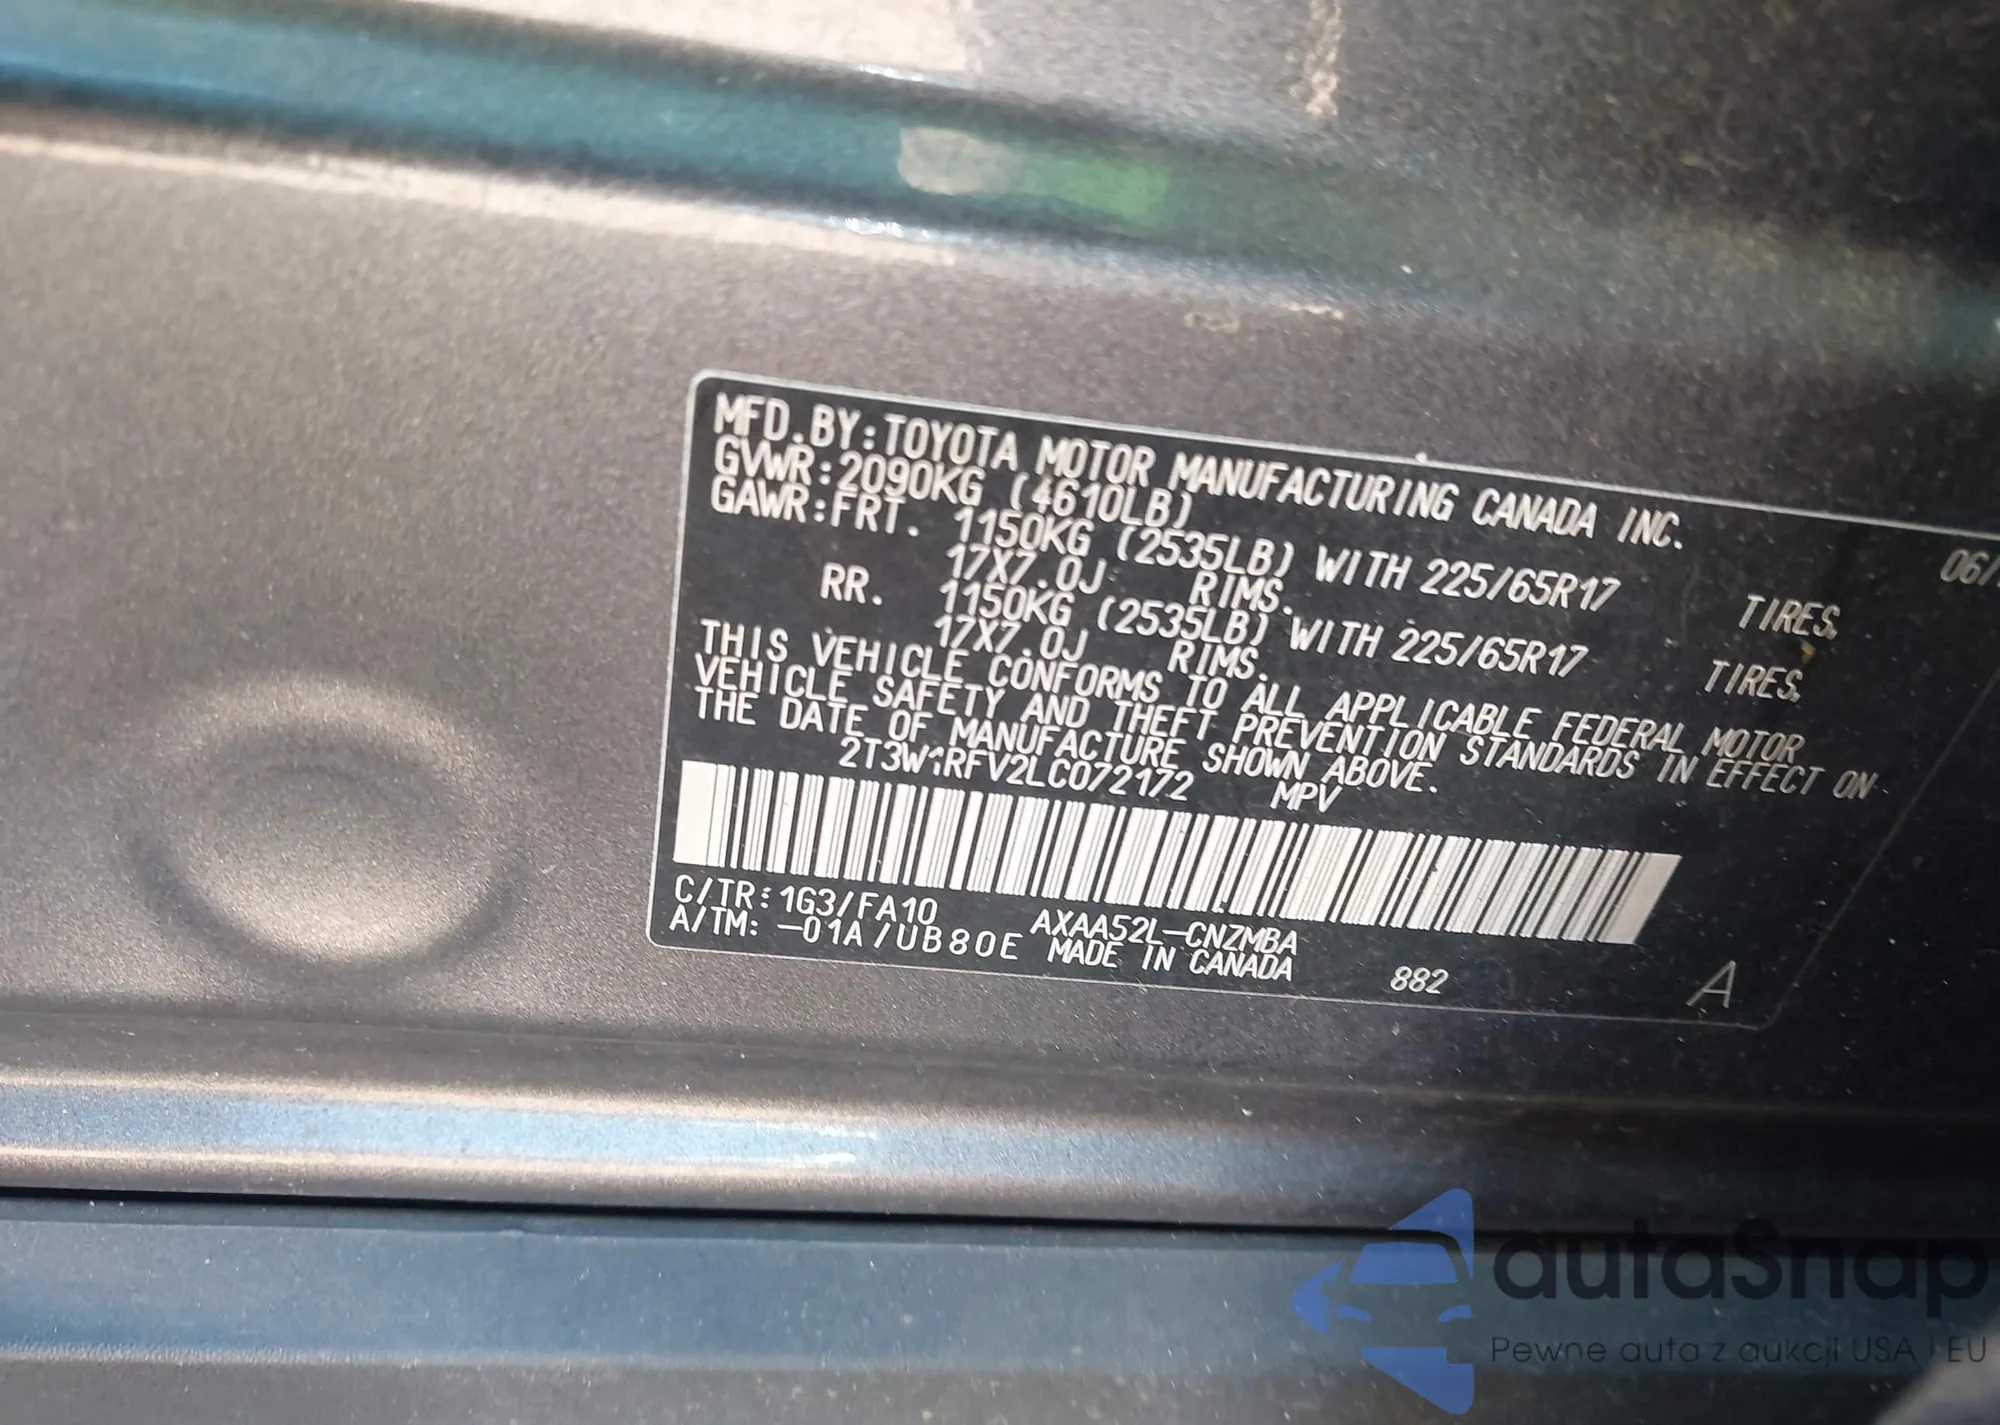 MFD.BY:TOYOTA MOTOR MANUFACTURING CANADA INC.
GVWR:2090KG (4610LB) 06/
GAWR:FRT. 1150KG (2535LB) WITH 225/65R17 TIRES,
17X7.0J RIMS.
RR. 1150KG (2535LB) WITH 225/65R17 TIRES,
17X7.0J RIMS.
THIS VEHICLE CONFORMS TO ALL APPLICABLE FEDERAL MOTOR
VEHICLE SAFETY AND THEFT PREVENTION STANDARDS IN EFFECT ON
THE DATE OF MANUFACTURE SHOWN ABOVE.
2T3W1RFV2LC072172 MPV
C/TR:1G3/FA10 AXAA52L-CNZMBA
A/TM:-01A/UB80E MADE IN CANADA 882 A
autaSnap
Pewne auta z aukcji USA i EU